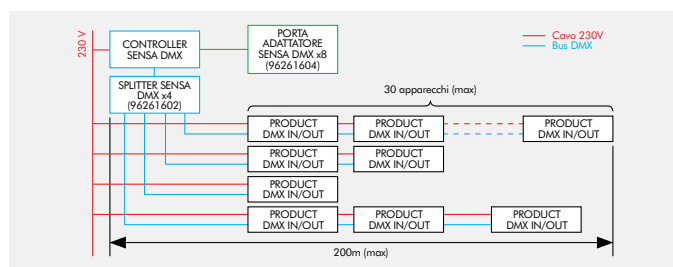 230 V
CONTROLLER
SENSA DMX
PORTA
ADATTATORE
SENSA DMX x8
(96261604)
Cavo 230V
Bus DMX
SPLITTER SENSA
DMX x4
(96261602)
30 apparecchi (max)
PRODUCT
DMX IN/OUT
PRODUCT
DMX IN/OUT
PRODUCT
DMX IN/OUT
PRODUCT
DMX IN/OUT
PRODUCT
DMX IN/OUT
PRODUCT
DMX IN/OUT
PRODUCT
DMX IN/OUT
PRODUCT
DMX IN/OUT
PRODUCT
DMX IN/OUT
200m (max)